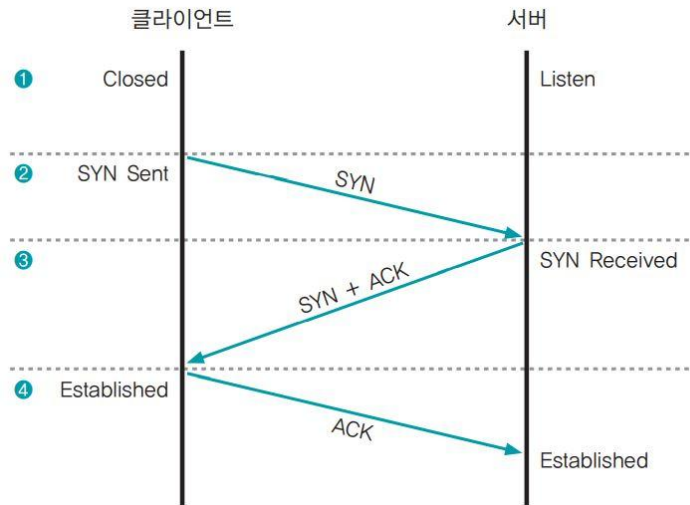 클라이언트 서버
❶ Closed Listen
❷ SYN Sent
SYN
❸ SYN Received
SYN + ACK
❹ Established
ACK
Established